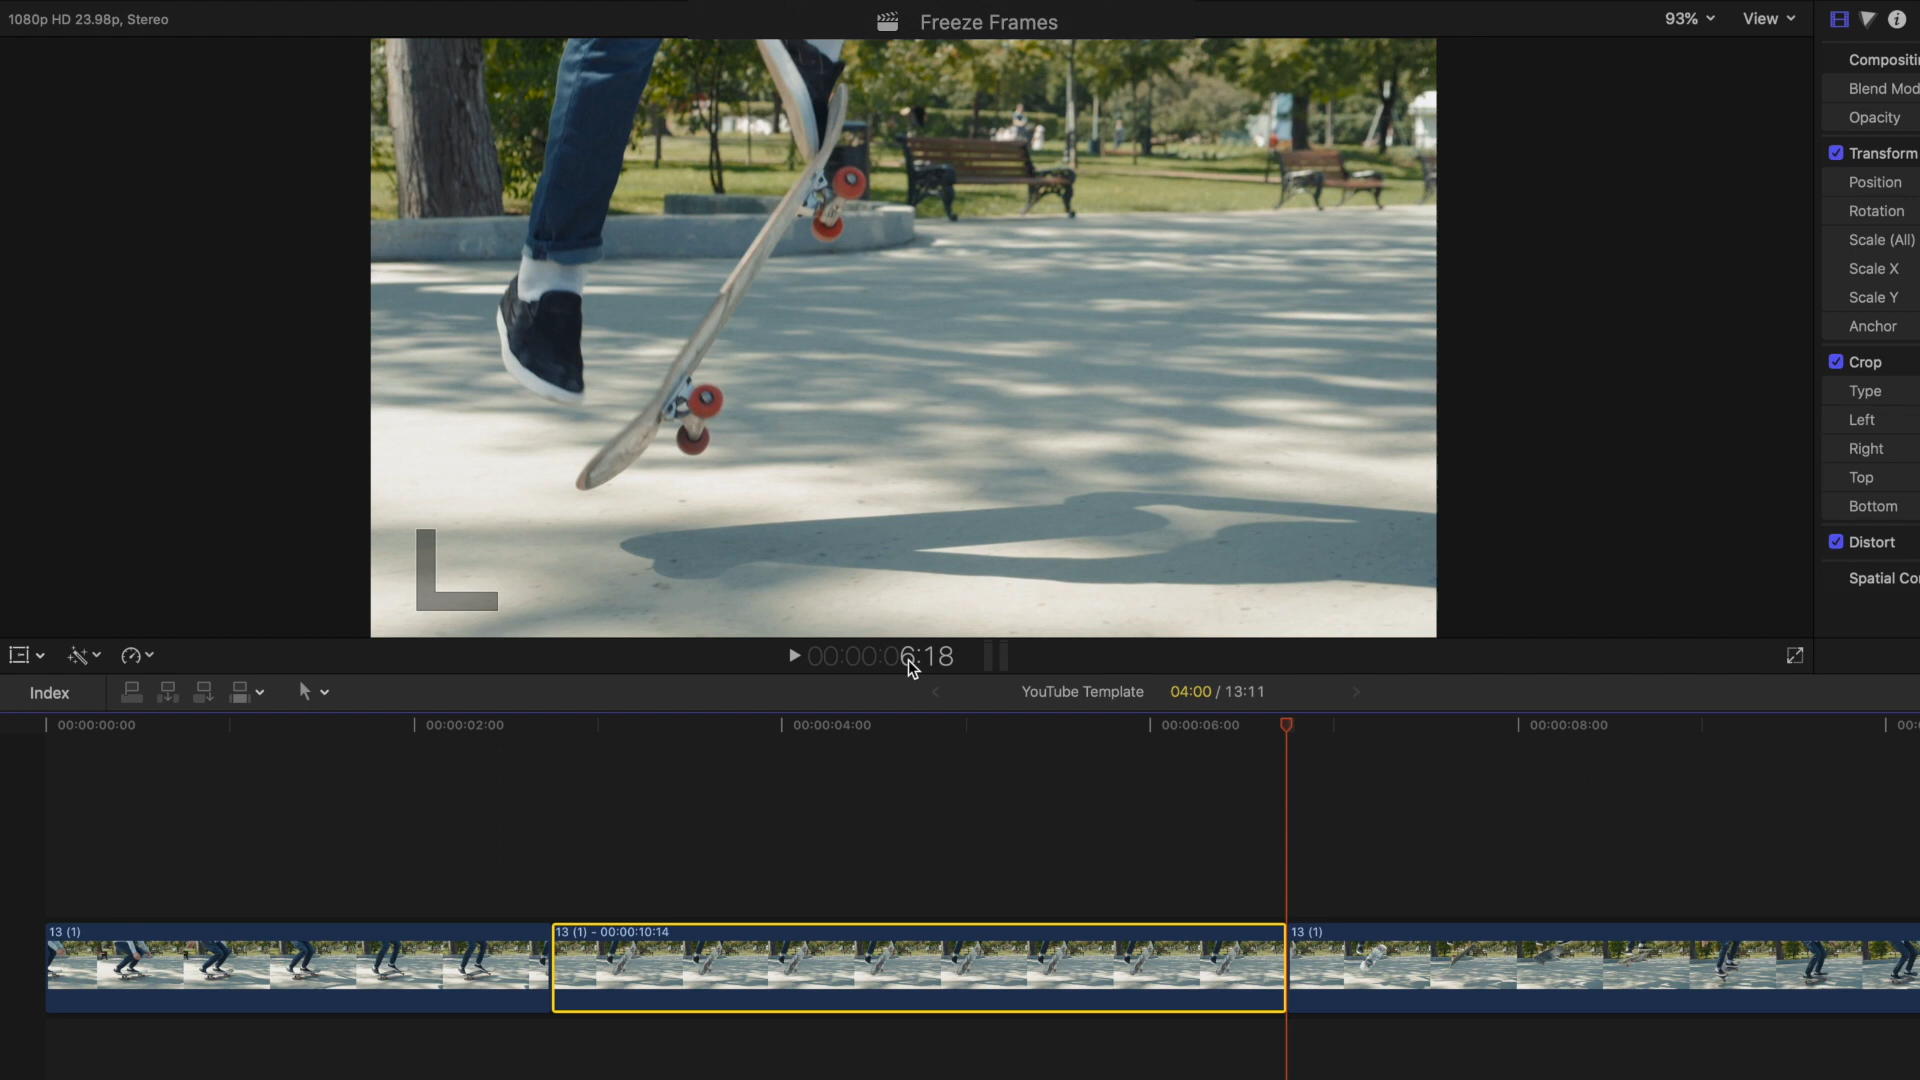 1080p HD 23.98p, Stereo
Freeze Frames
93%
View
Compositi
Blend Mod
Opacity
Transform
Position
Rotation
Scale (All)
Scale X
Scale Y
Anchor
Crop
Type
Left
Right
Top
Bottom
Distort
Spatial Co
00:00:06:18
Index
YouTube Template
04:00 / 13:11
00:00:00:00
00:00:02:00
00:00:04:00
00:00:06:00
00:00:08:00
00:
13 (1)
13 (1) - 00:00:10:14
13 (1)